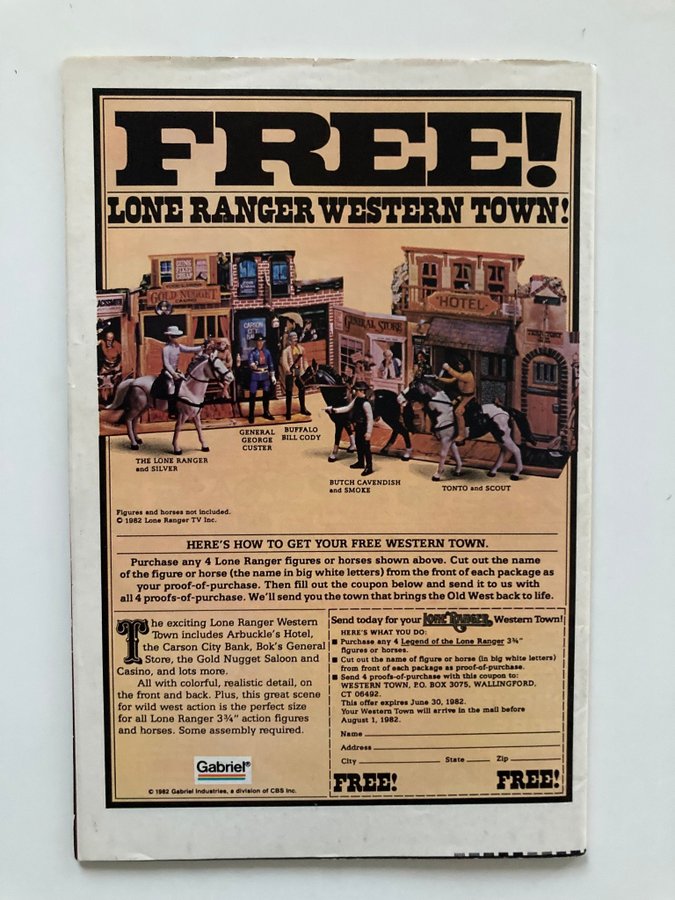 FREE!
LONE RANGER WESTERN TOWN!
GOLD NUGGET
CARSON
CITY
GENERAL STORE
HOTEL
THE LONE RANGER
and SILVER
GENERAL
GEORGE
CUSTER
BUFFALO
BILL CODY
BUTCH CAVENDISH
and SMOKE
TONTO and SCOUT
Figures and horses not included.
© 1982 Lone Ranger TV Inc.
HERE'S HOW TO GET YOUR FREE WESTERN TOWN.
Purchase any 4 Lone Ranger figures or horses shown above. Cut out the name
of the figure or horse (the name in big white letters) from the front of each package as
your proof-of-purchase. Then fill out the coupon below and send it to us with
all 4 proofs-of-purchase. We'll send you the town that brings the Old West back to life.
The exciting Lone Ranger Western
Town includes Arbuckle's Hotel,
the Carson City Bank, Bok's General
Store, the Gold Nugget Saloon and
Casino, and lots more.
All with colorful, realistic detail, on
the front and back. Plus, this great scene
for wild west action is the perfect size
for all Lone Ranger 3¾" action figures
and horses. Some assembly required.
Gabriel®
© 1982 Gabriel Industries, a division of CBS Inc.
Send today for your LONE RANGER Western Town!
HERE'S WHAT YOU DO:
■ Purchase any 4 Legend of the Lone Ranger 3¾"
figures or horses.
■ Cut out the name of figure or horse (in big white letters)
from front of each package as proof-of-purchase.
■ Send 4 proofs-of-purchase with this coupon to:
WESTERN TOWN, P.O. BOX 3075, WALLINGFORD,
CT 06492.
This offer expires June 30, 1982.
Your Western Town will arrive in the mail before
August 1, 1982.
Name
Address
City State Zip
FREE! FREE!